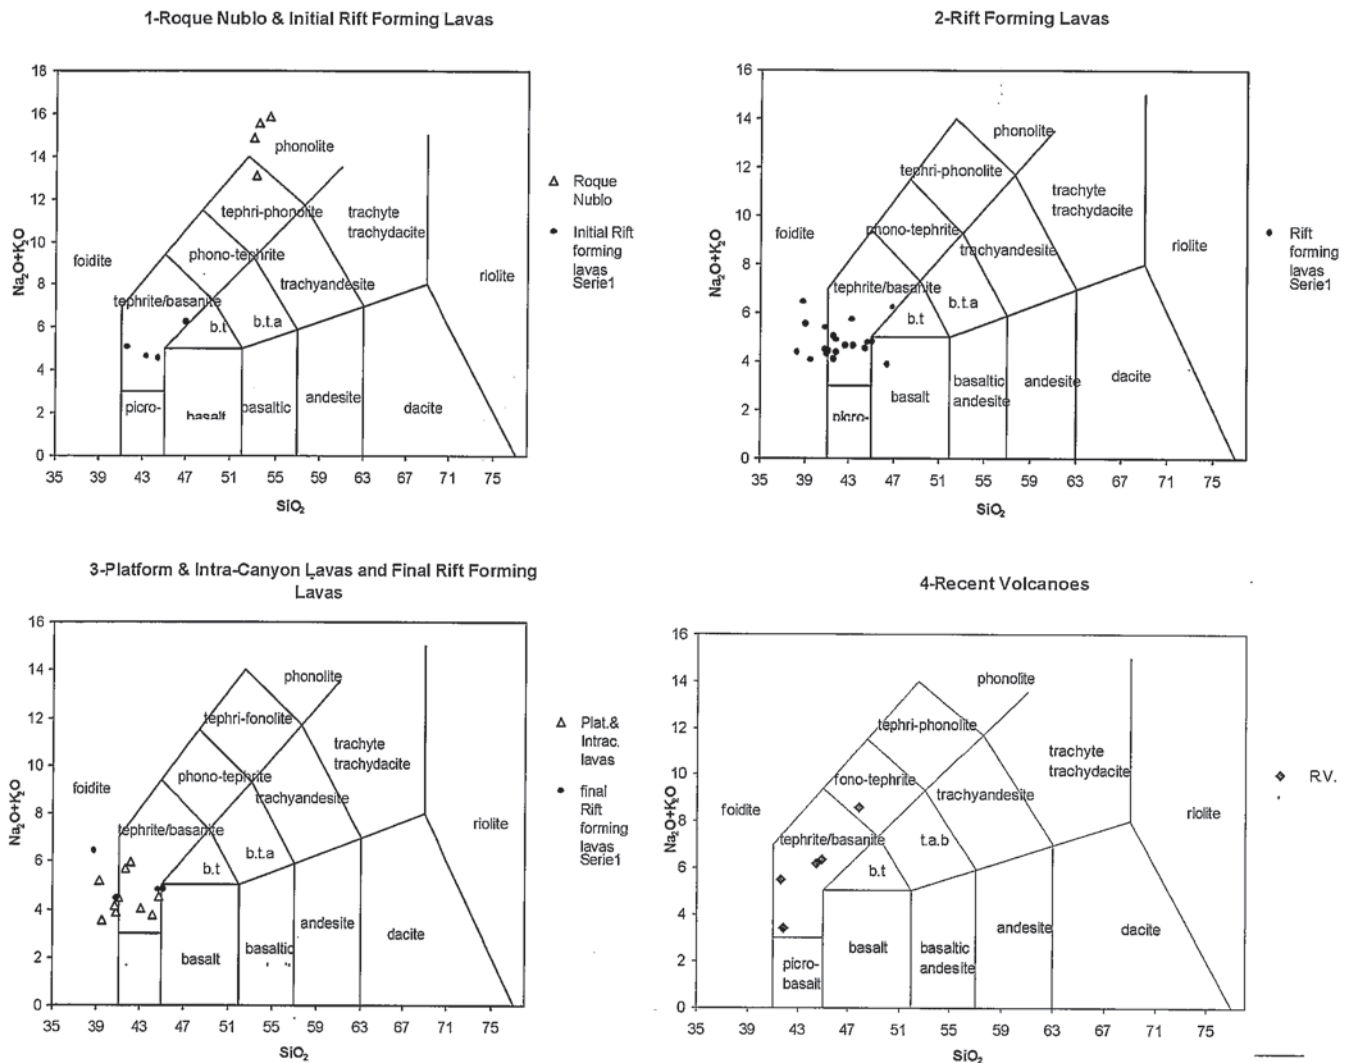 1-Roque Nublo & Initial Rift Forming Lavas
18
16
14
12
10
8
6
4
2
0
Na2O+K2O
35 39 43 47 51 55 59 63 67 71 75
SiO2
phonolite
tephri-phonolite
trachyte
trachydacite
foidite
phono-tephrite
riolite
tephrite/basanite
trachyandesite
b.t
b.t.a
picro-
basalt
basaltic
andesite
dacite
Roque
Nublo
Initial Rift
forming
lavas
Serie1
2-Rift Forming Lavas
16
14
12
10
8
6
4
2
0
Na2O+K2O
35 39 43 47 51 55 59 63 67 71 75
SiO2
phonolite
tephri-phonolite
trachyte
trachydacite
foidite
phono-tephrite
trachyandesite
riolite
tephrite/basanite
b.t
b.t.a
picro-
basalt
basaltic
andesite
andesite
dacite
Rift
forming
lavas
Serie1
3-Platform & Intra-Canyon Lavas and Final Rift Forming
Lavas
16
14
12
10
8
6
4
2
0
Na2O+K2O
35 39 43 47 51 55 59 63 67 71 75
SiO2
phonolite
tephri-fonolite
trachyte
trachydacite
foidite
phono-tephrite
trachyandesite
riolite
tephrite/basanite
b.t
b.t.a
basalt
basaltic
andesite
dacite
Plat.&
Intrac.
lavas
final
Rift
forming
lavas
Serie1
4-Recent Volcanoes
16
14
12
10
8
6
4
2
0
Na2O+K2O
35 39 43 47 51 55 59 63 67 71 75
SiO2
phonolite
tephri-phonolite
trachyte
trachydacite
foidite
fono-tephrite
trachyandesite
riolite
tephrite/basanite
t.a.b
b.t
picro-
basalt
basalt
basaltic
andesite
andesite
dacite
R.V.